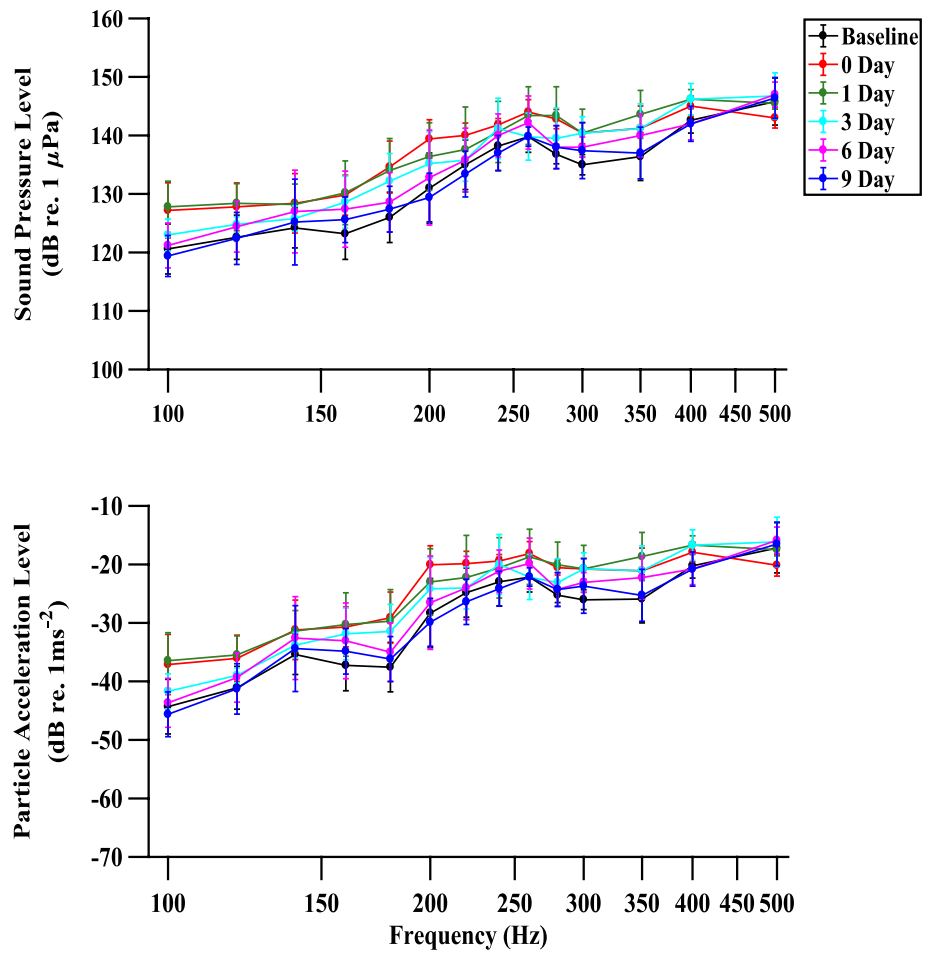 160
150
140
130
120
110
100
Sound Pressure Level
(dB re. 1 μPa)
100 150 200 250 300 350 400 450 500
Baseline
0 Day
1 Day
3 Day
6 Day
9 Day
-10
-20
-30
-40
-50
-60
-70
Particle Acceleration Level
(dB re. 1ms⁻²)
100 150 200 250 300 350 400 450 500
Frequency (Hz)